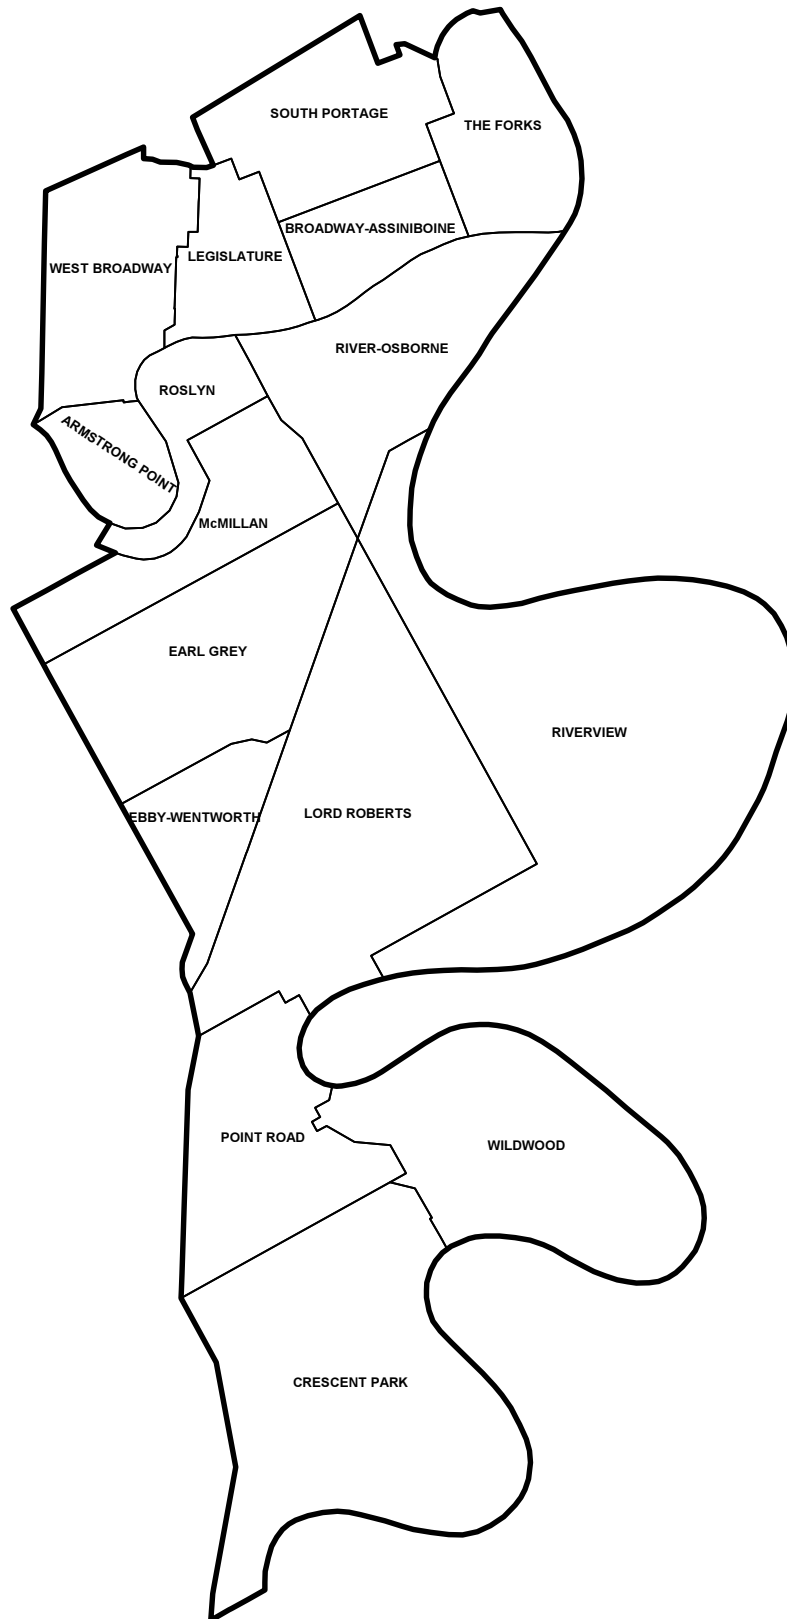 SOUTH PORTAGE
THE FORKS
BROADWAY-ASSINIBOINE
LEGISLATURE
WEST BROADWAY
RIVER-OSBORNE
ROSLYN
ARMSTRONG POINT
McMILLAN
EARL GREY
RIVERVIEW
EBBY-WENTWORTH
LORD ROBERTS
POINT ROAD
WILDWOOD
CRESCENT PARK